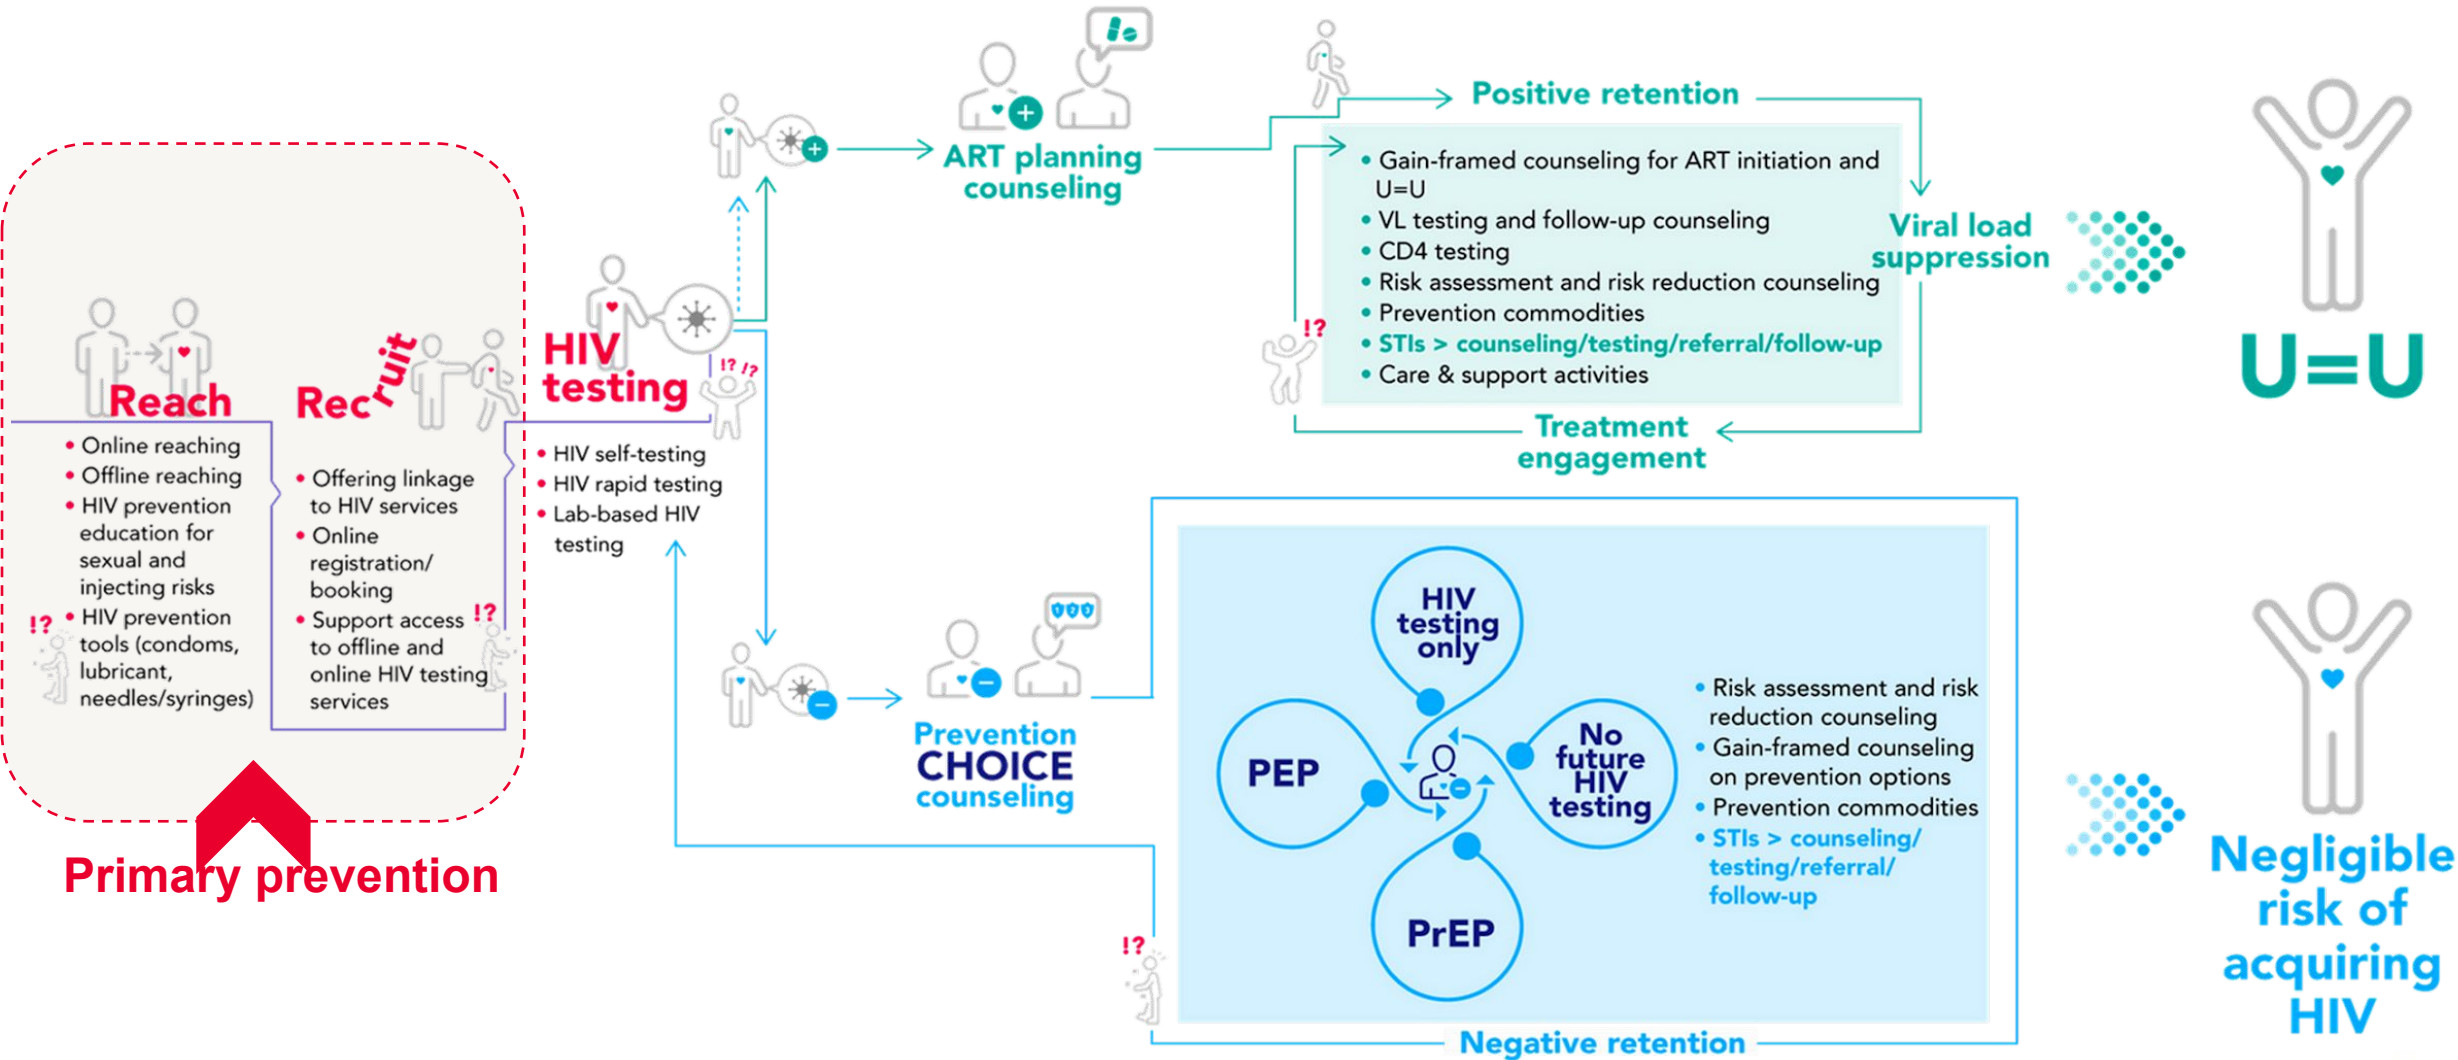 Reach
• Online reaching
• Offline reaching
• HIV prevention
education for
sexual and
injecting risks
!?
• HIV prevention
tools (condoms,
lubricant,
needles/syringes)
Recruit
• Offering linkage
to HIV services
• Online
registration/
booking
• Support access
to offline and
online HIV testing
services
!?
Primary prevention
HIV
testing
!? !?
• HIV self-testing
• HIV rapid testing
• Lab-based HIV
testing
+
+
ART planning
counseling
Positive retention
• Gain-framed counseling for ART initiation and
U=U
• VL testing and follow-up counseling
• CD4 testing
• Risk assessment and risk reduction counseling
• Prevention commodities
• STIs > counseling/testing/referral/follow-up
• Care & support activities
!?
Treatment
engagement
Viral load
suppression
U=U
−
−
Prevention
CHOICE
counseling
HIV
testing
only
PEP
No
future
HIV
testing
PrEP
−
• Risk assessment and risk
reduction counseling
• Gain-framed counseling
on prevention options
• Prevention commodities
• STIs > counseling/
testing/referral/
follow-up
!?
Negative retention
Negligible
risk of
acquiring
HIV